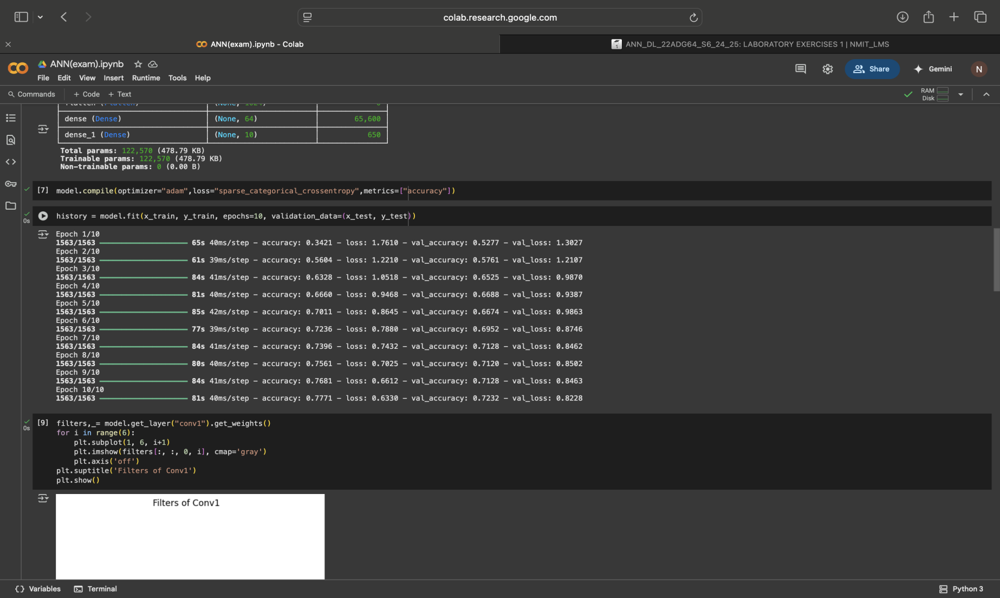 colab.research.google.com
ANN(exam).ipynb - Colab
ANN_DL_22ADG64_S6_24_25: LABORATORY EXERCISES 1 | NMIT_LMS
ANN(exam).ipynb
Share
Gemini
N
File Edit View Insert Runtime Tools Help
Commands + Code + Text
RAM
Disk
dense (Dense) (None, 64) 65,600
dense_1 (Dense) (None, 10) 650
Total params: 122,570 (478.79 KB)
Trainable params: 122,570 (478.79 KB)
Non-trainable params: 0 (0.00 B)
[7] model.compile(optimizer="adam",loss="sparse_categorical_crossentropy",metrics=["accuracy"])
0s
history = model.fit(x_train, y_train, epochs=10, validation_data=(x_test, y_test))
Epoch 1/10
1563/1563 65s 40ms/step - accuracy: 0.3421 - loss: 1.7610 - val_accuracy: 0.5277 - val_loss: 1.3027
Epoch 2/10
1563/1563 61s 39ms/step - accuracy: 0.5604 - loss: 1.2210 - val_accuracy: 0.5761 - val_loss: 1.2107
Epoch 3/10
1563/1563 84s 41ms/step - accuracy: 0.6328 - loss: 1.0518 - val_accuracy: 0.6525 - val_loss: 0.9870
Epoch 4/10
1563/1563 81s 40ms/step - accuracy: 0.6660 - loss: 0.9468 - val_accuracy: 0.6688 - val_loss: 0.9387
Epoch 5/10
1563/1563 85s 42ms/step - accuracy: 0.7011 - loss: 0.8645 - val_accuracy: 0.6674 - val_loss: 0.9863
Epoch 6/10
1563/1563 77s 39ms/step - accuracy: 0.7236 - loss: 0.7880 - val_accuracy: 0.6952 - val_loss: 0.8746
Epoch 7/10
1563/1563 84s 41ms/step - accuracy: 0.7396 - loss: 0.7432 - val_accuracy: 0.7128 - val_loss: 0.8462
Epoch 8/10
1563/1563 80s 40ms/step - accuracy: 0.7561 - loss: 0.7025 - val_accuracy: 0.7120 - val_loss: 0.8502
Epoch 9/10
1563/1563 84s 41ms/step - accuracy: 0.7681 - loss: 0.6612 - val_accuracy: 0.7128 - val_loss: 0.8463
Epoch 10/10
1563/1563 81s 40ms/step - accuracy: 0.7771 - loss: 0.6330 - val_accuracy: 0.7232 - val_loss: 0.8228
0s
[9] filters,_= model.get_layer("conv1").get_weights()
for i in range(6):
    plt.subplot(1, 6, i+1)
    plt.imshow(filters[:, :, 0, i], cmap='gray')
    plt.axis('off')
plt.suptitle('Filters of Conv1')
plt.show()
Filters of Conv1
Variables Terminal
Python 3